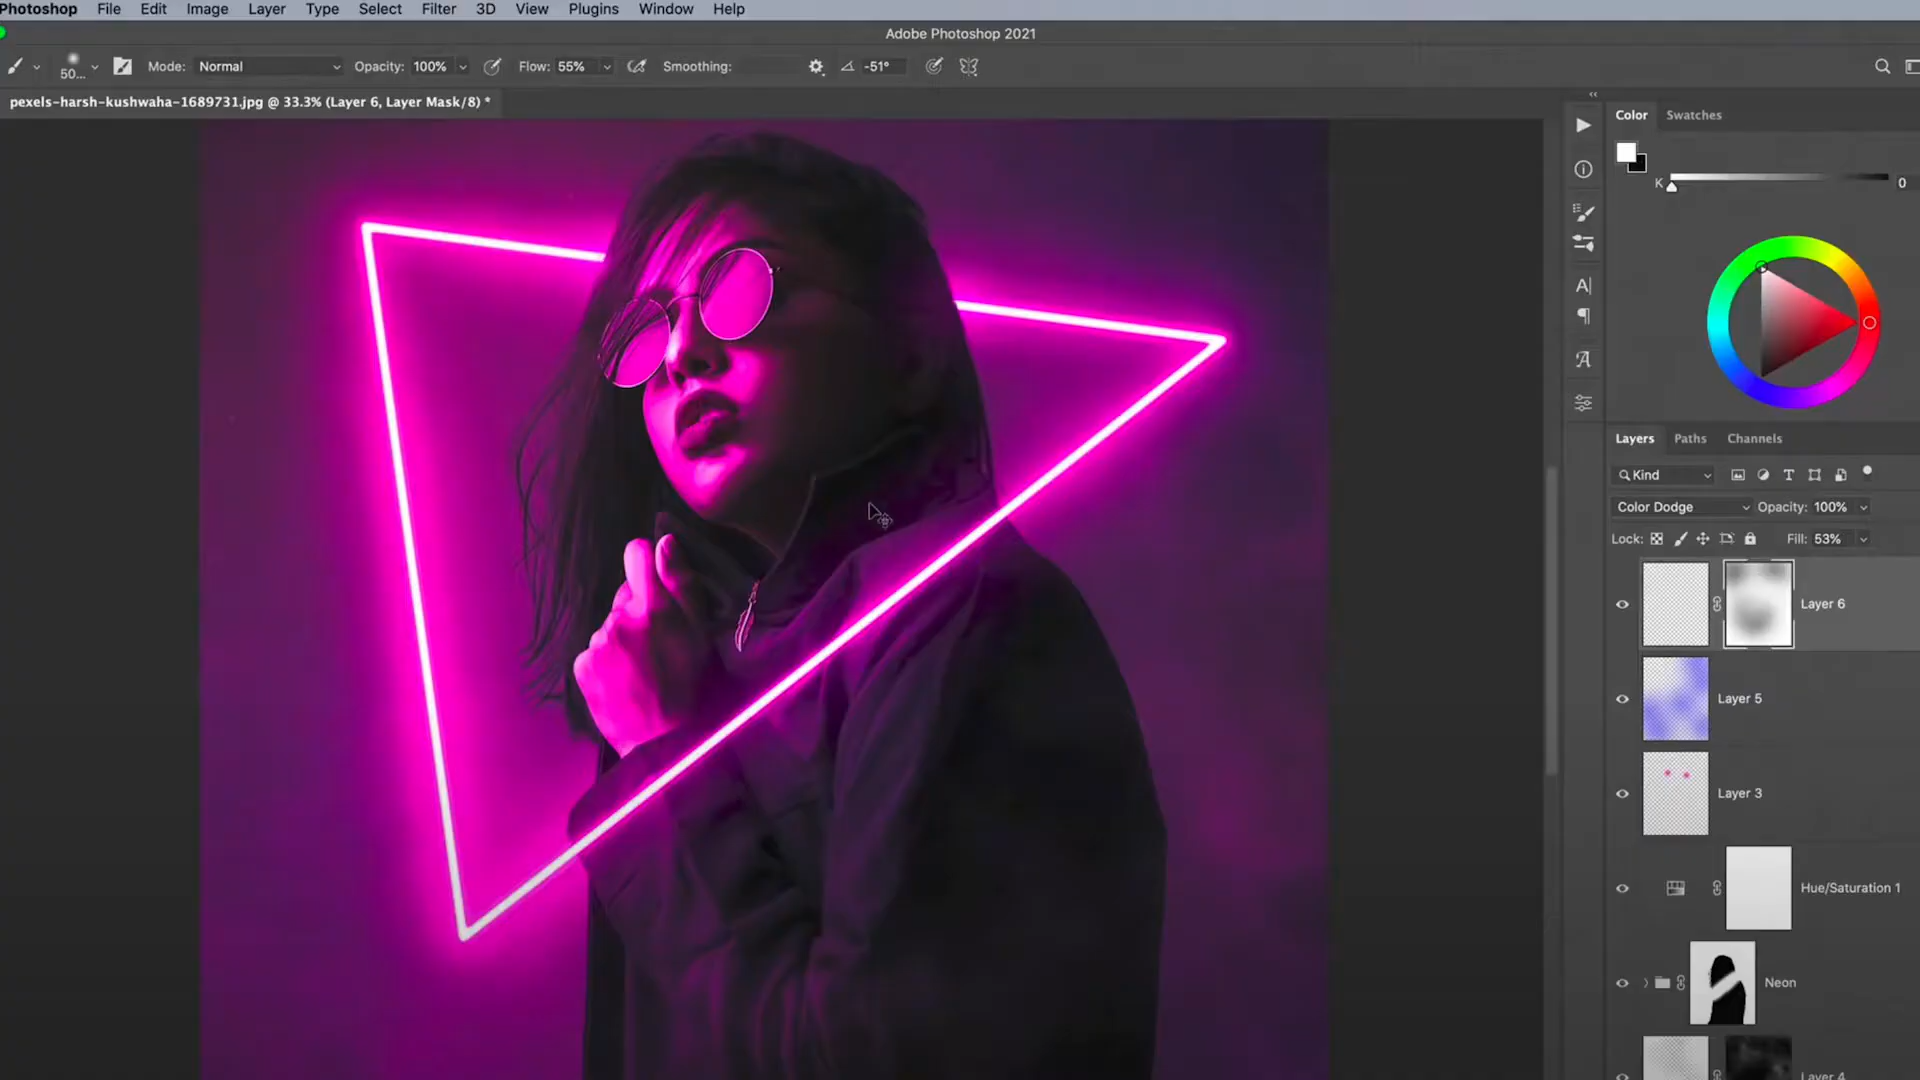 Photoshop File Edit Image Layer Type Select Filter 3D View Plugins Window Help
Adobe Photoshop 2021
50... Mode: Normal Opacity: 100% Flow: 55% Smoothing: -51°
pexels-harsh-kushwaha-1689731.jpg @ 33.3% (Layer 6, Layer Mask/8) *
Color Swatches
K 0
Layers Paths Channels
Kind
Color Dodge Opacity: 100%
Lock: Fill: 53%
Layer 6
Layer 5
Layer 3
Hue/Saturation 1
Neon
Layer 4